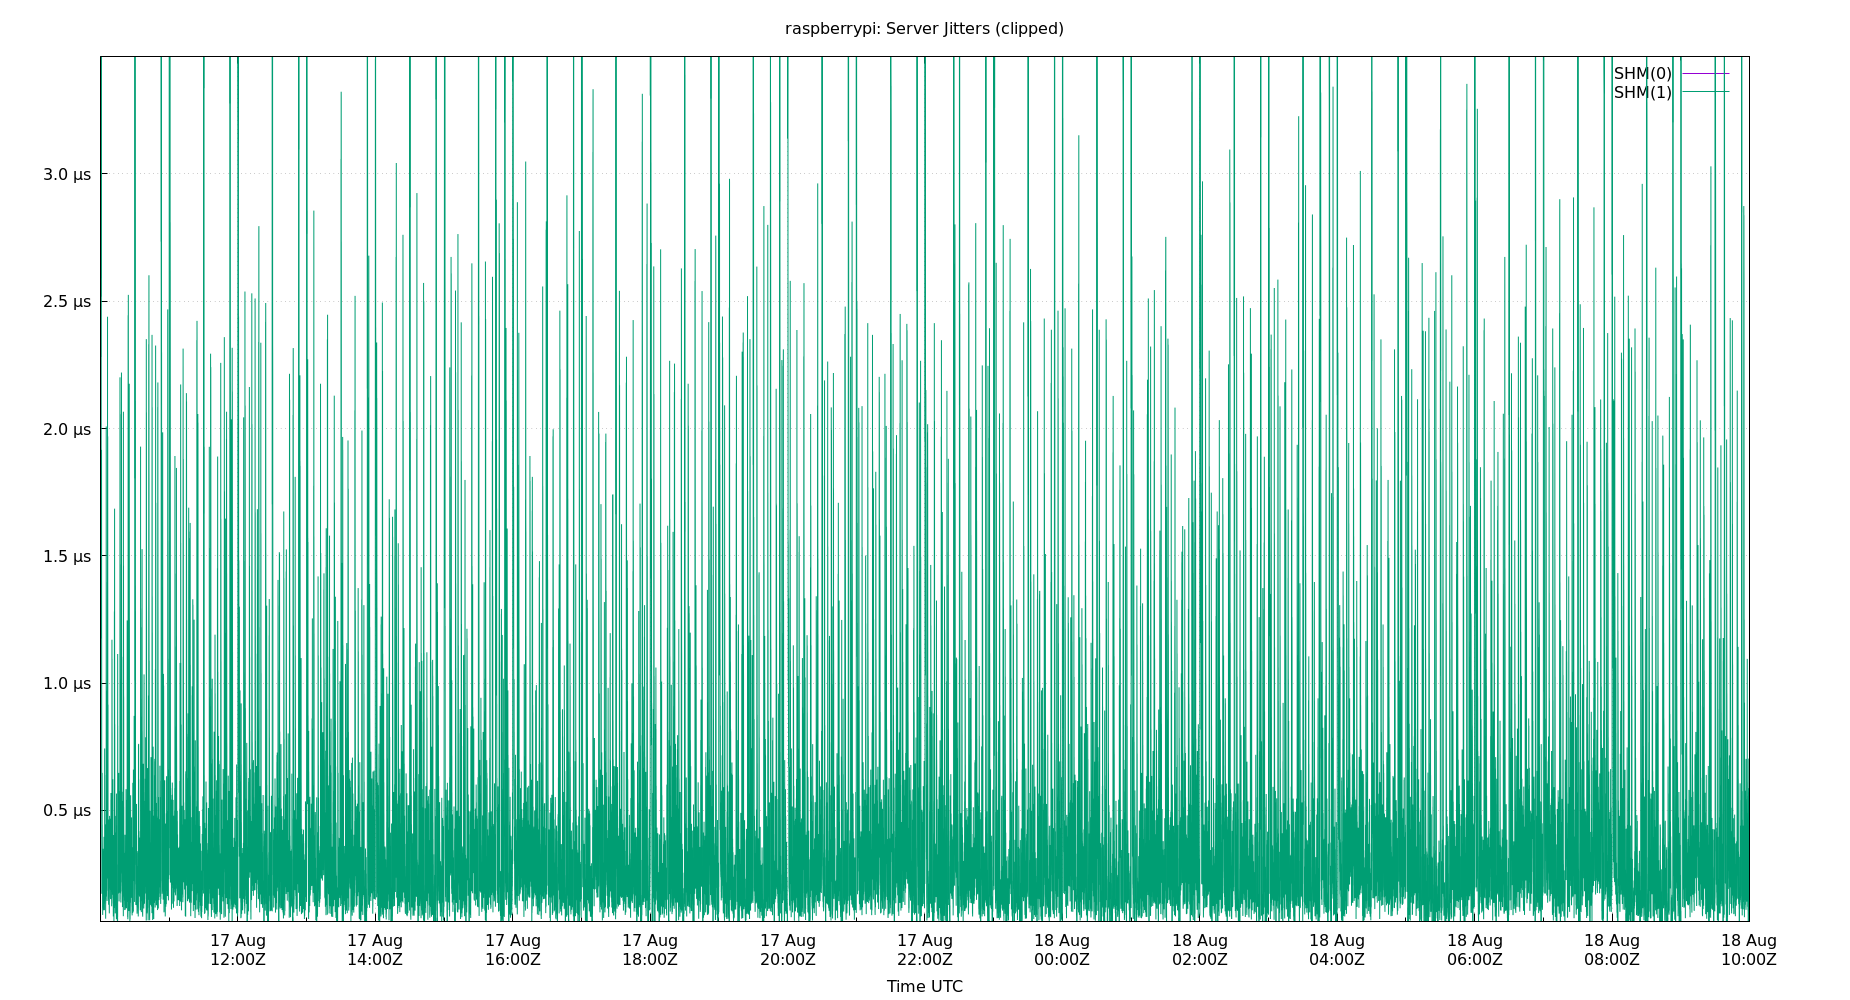 raspberrypi: Server Jitters (clipped)
SHM(0)
SHM(1)
3.0 µs
2.5 µs
2.0 µs
1.5 µs
1.0 µs
0.5 µs
17 Aug 17 Aug 17 Aug 17 Aug 17 Aug 17 Aug 18 Aug 18 Aug 18 Aug 18 Aug 18 Aug 18 Aug
12:00Z 14:00Z 16:00Z 18:00Z 20:00Z 22:00Z 00:00Z 02:00Z 04:00Z 06:00Z 08:00Z 10:00Z
Time UTC